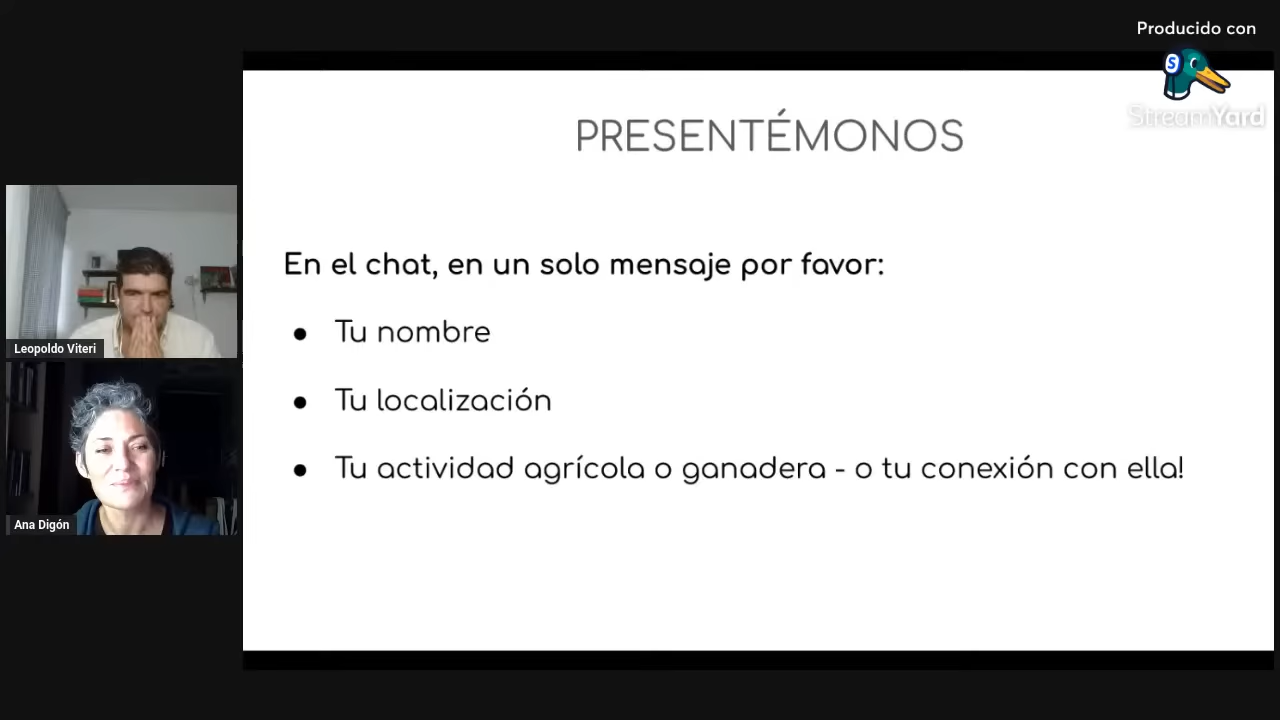 Producido con
StreamYard
PRESENTÉMONOS
En el chat, en un solo mensaje por favor:
● Tu nombre
● Tu localización
● Tu actividad agrícola o ganadera - o tu conexión con ella!
Leopoldo Viteri
Ana Digón